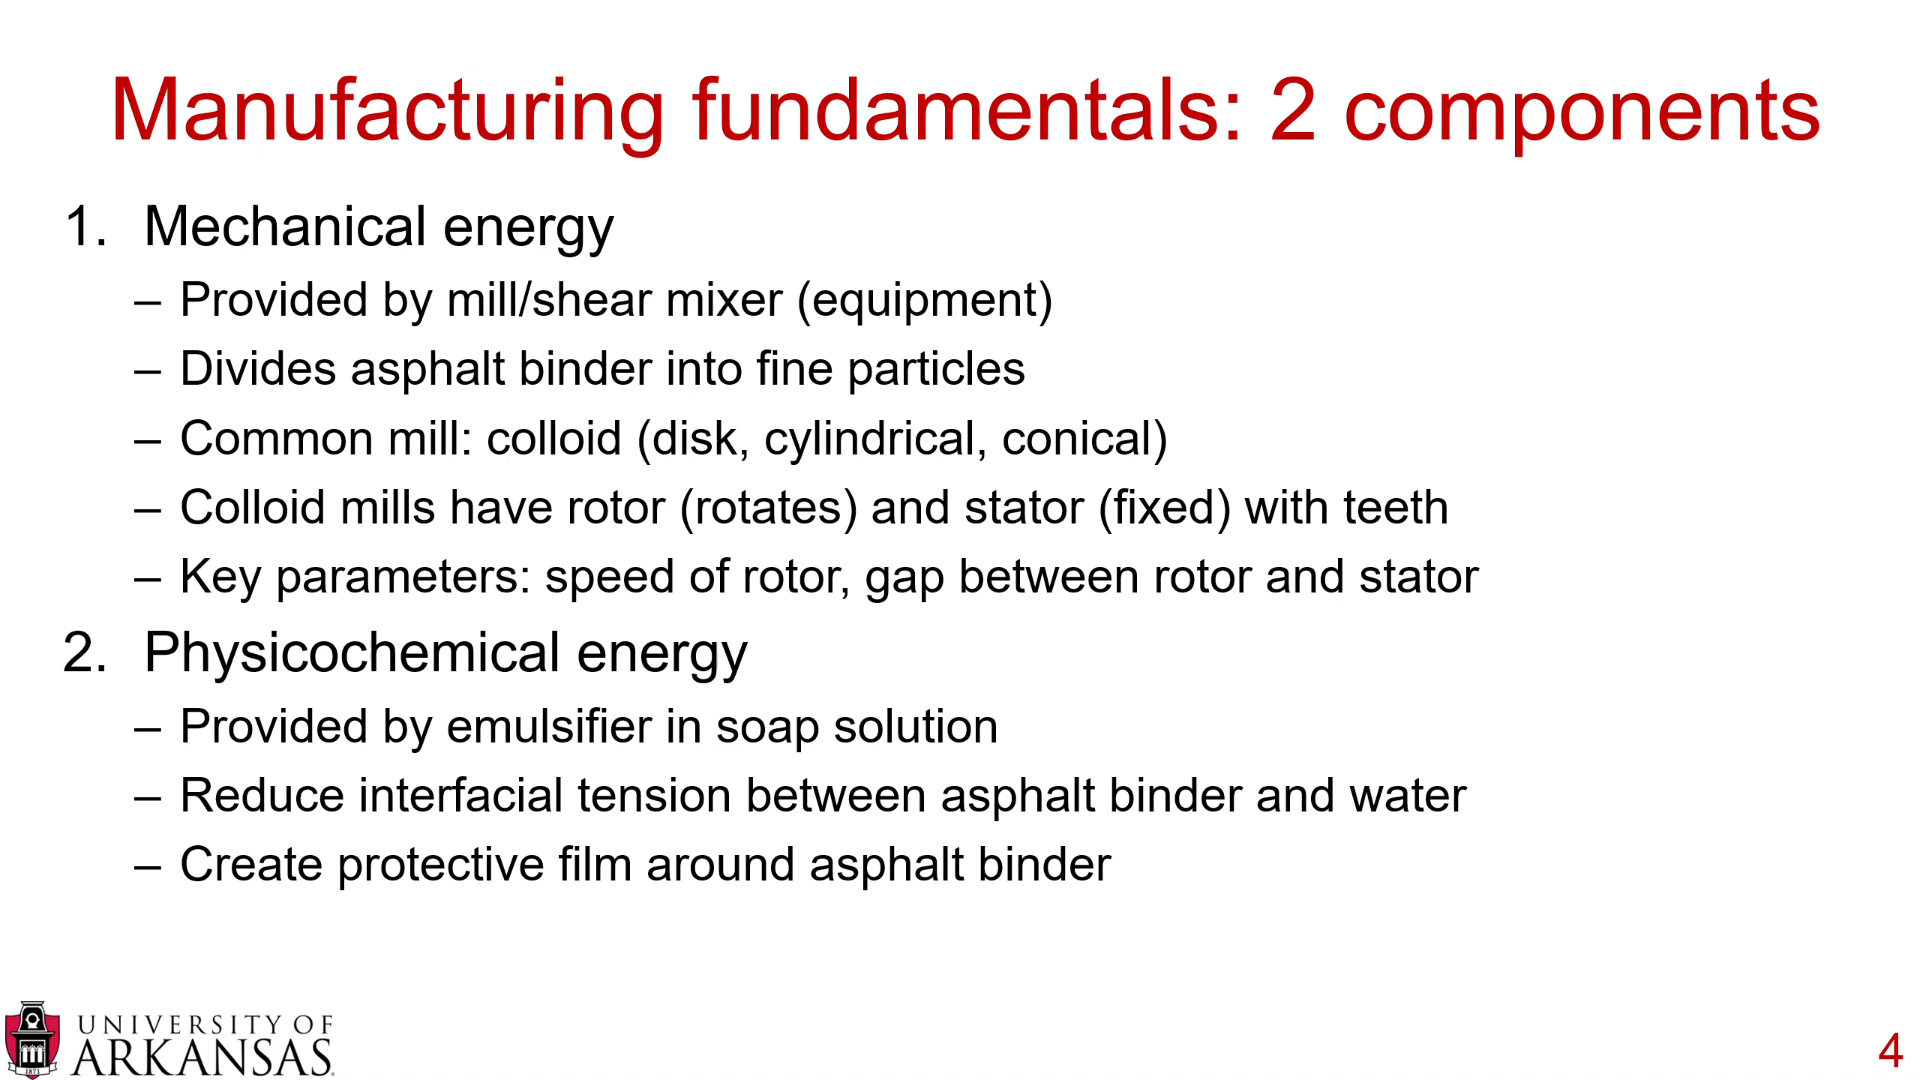 Manufacturing fundamentals: 2 components
1. Mechanical energy
– Provided by mill/shear mixer (equipment)
– Divides asphalt binder into fine particles
– Common mill: colloid (disk, cylindrical, conical)
– Colloid mills have rotor (rotates) and stator (fixed) with teeth
– Key parameters: speed of rotor, gap between rotor and stator
2. Physicochemical energy
– Provided by emulsifier in soap solution
– Reduce interfacial tension between asphalt binder and water
– Create protective film around asphalt binder
1871
UNIVERSITY OF
ARKANSAS
4